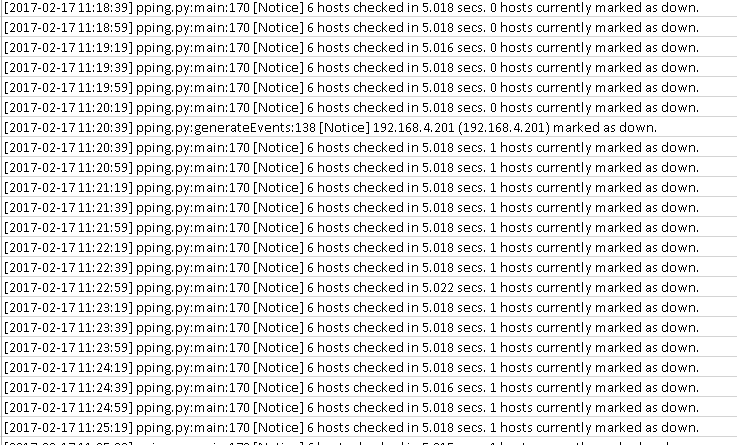 [2017-02-17 11:18:39] pping.py:main:170 [Notice] 6 hosts checked in 5.018 secs. 0 hosts currently marked as down.
[2017-02-17 11:18:59] pping.py:main:170 [Notice] 6 hosts checked in 5.018 secs. 0 hosts currently marked as down.
[2017-02-17 11:19:19] pping.py:main:170 [Notice] 6 hosts checked in 5.016 secs. 0 hosts currently marked as down.
[2017-02-17 11:19:39] pping.py:main:170 [Notice] 6 hosts checked in 5.018 secs. 0 hosts currently marked as down.
[2017-02-17 11:19:59] pping.py:main:170 [Notice] 6 hosts checked in 5.018 secs. 0 hosts currently marked as down.
[2017-02-17 11:20:19] pping.py:main:170 [Notice] 6 hosts checked in 5.018 secs. 0 hosts currently marked as down.
[2017-02-17 11:20:39] pping.py:generateEvents:138 [Notice] 192.168.4.201 (192.168.4.201) marked as down.
[2017-02-17 11:20:39] pping.py:main:170 [Notice] 6 hosts checked in 5.018 secs. 1 hosts currently marked as down.
[2017-02-17 11:20:59] pping.py:main:170 [Notice] 6 hosts checked in 5.018 secs. 1 hosts currently marked as down.
[2017-02-17 11:21:19] pping.py:main:170 [Notice] 6 hosts checked in 5.018 secs. 1 hosts currently marked as down.
[2017-02-17 11:21:39] pping.py:main:170 [Notice] 6 hosts checked in 5.018 secs. 1 hosts currently marked as down.
[2017-02-17 11:21:59] pping.py:main:170 [Notice] 6 hosts checked in 5.018 secs. 1 hosts currently marked as down.
[2017-02-17 11:22:19] pping.py:main:170 [Notice] 6 hosts checked in 5.018 secs. 1 hosts currently marked as down.
[2017-02-17 11:22:39] pping.py:main:170 [Notice] 6 hosts checked in 5.018 secs. 1 hosts currently marked as down.
[2017-02-17 11:22:59] pping.py:main:170 [Notice] 6 hosts checked in 5.022 secs. 1 hosts currently marked as down.
[2017-02-17 11:23:19] pping.py:main:170 [Notice] 6 hosts checked in 5.018 secs. 1 hosts currently marked as down.
[2017-02-17 11:23:39] pping.py:main:170 [Notice] 6 hosts checked in 5.018 secs. 1 hosts currently marked as down.
[2017-02-17 11:23:59] pping.py:main:170 [Notice] 6 hosts checked in 5.018 secs. 1 hosts currently marked as down.
[2017-02-17 11:24:19] pping.py:main:170 [Notice] 6 hosts checked in 5.018 secs. 1 hosts currently marked as down.
[2017-02-17 11:24:39] pping.py:main:170 [Notice] 6 hosts checked in 5.016 secs. 1 hosts currently marked as down.
[2017-02-17 11:24:59] pping.py:main:170 [Notice] 6 hosts checked in 5.018 secs. 1 hosts currently marked as down.
[2017-02-17 11:25:19] pping.py:main:170 [Notice] 6 hosts checked in 5.018 secs. 1 hosts currently marked as down.